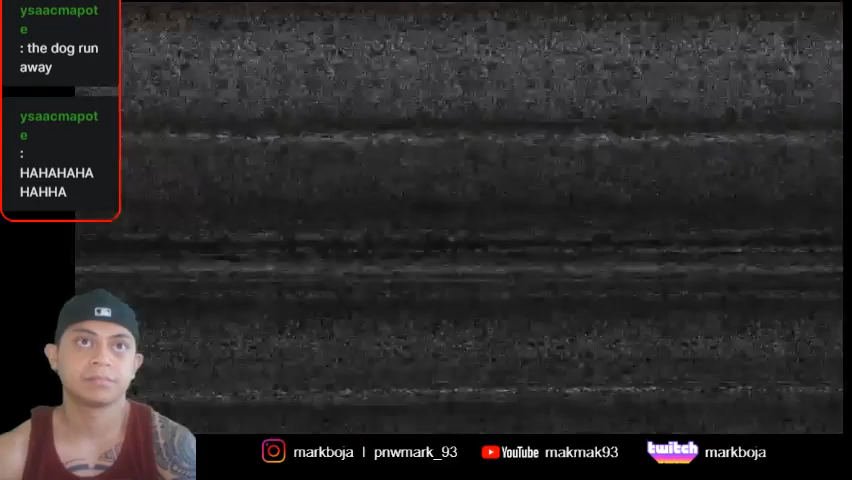 ysaacmapot
e
: the dog run
away
ysaacmapot
e
:
HAHAHAHA
HAHHA
markboja | pnwmark_93
YouTube makmak93
twitch markboja